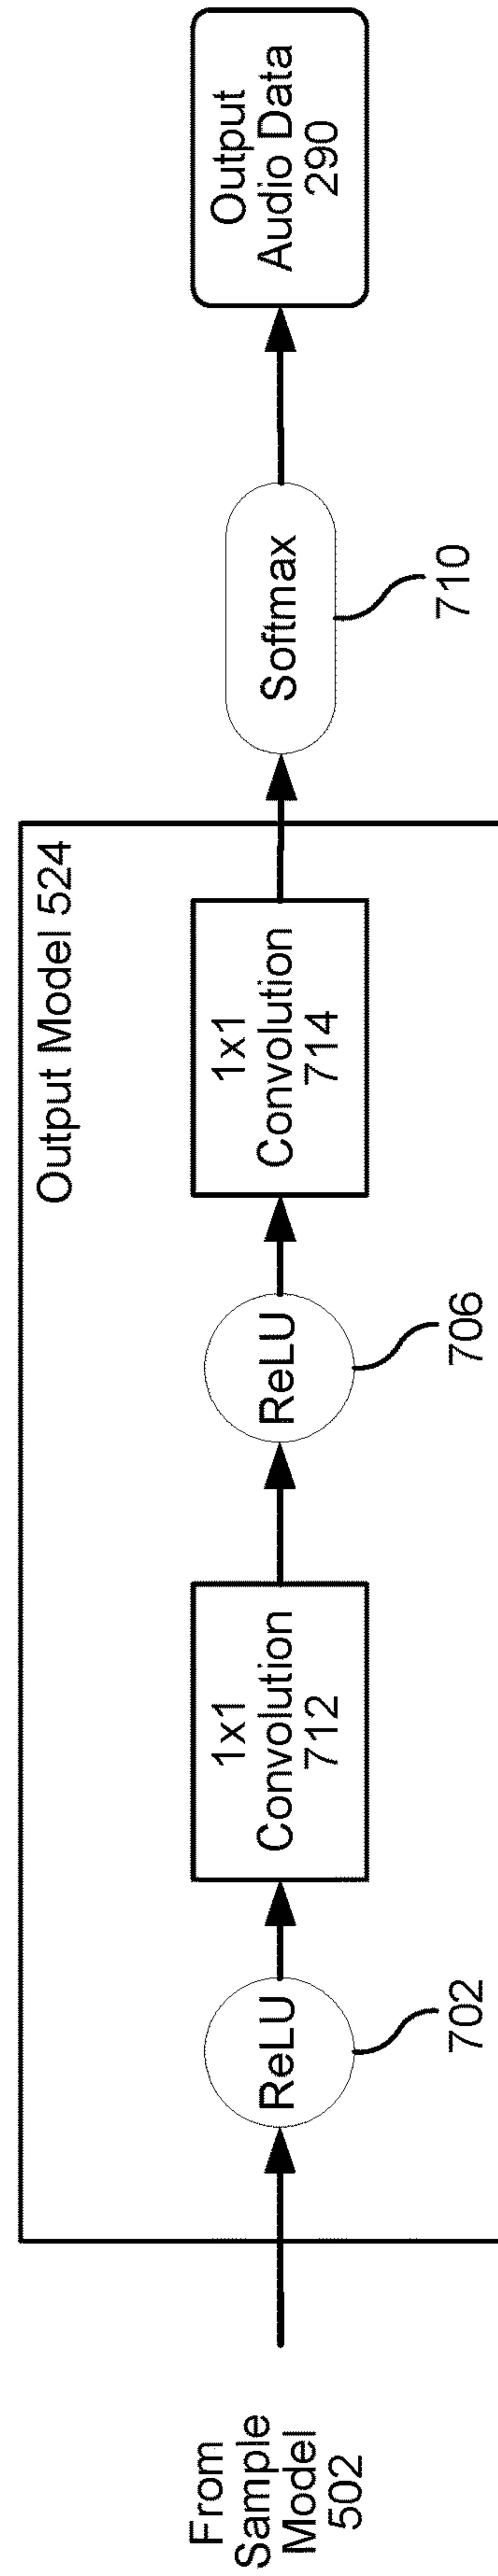 Output Model 524
From
Sample
Model
502
ReLU
702
1x1
Convolution
712
ReLU
706
1x1
Convolution
714
Softmax
710
Output
Audio Data
290